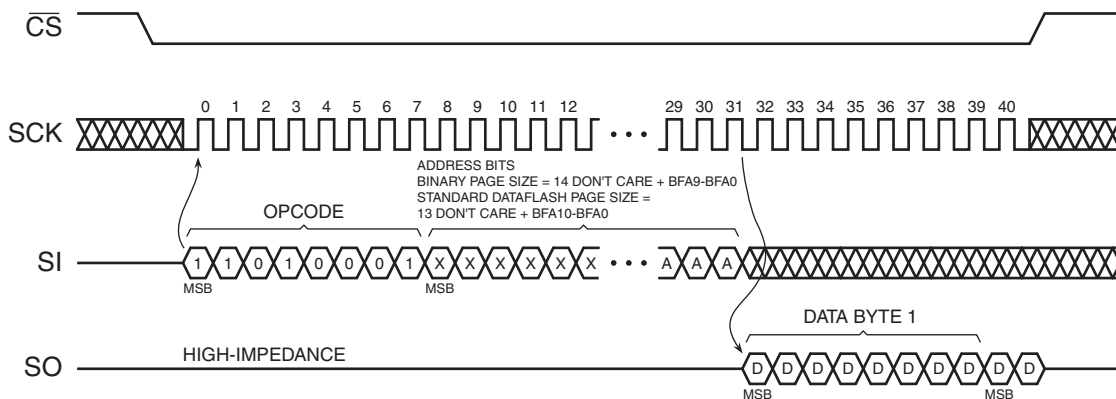 CS
0 1 2 3 4 5 6 7 8 9 10 11 12 29 30 31 32 33 34 35 36 37 38 39 40
SCK
ADDRESS BITS
BINARY PAGE SIZE = 14 DON'T CARE + BFA9-BFA0
STANDARD DATAFLASH PAGE SIZE =
13 DON'T CARE + BFA10-BFA0
OPCODE
SI 1 1 0 1 0 0 0 1 X X X X X X • • • A A A
MSB MSB
DATA BYTE 1
HIGH-IMPEDANCE
SO D D D D D D D D D D
MSB MSB